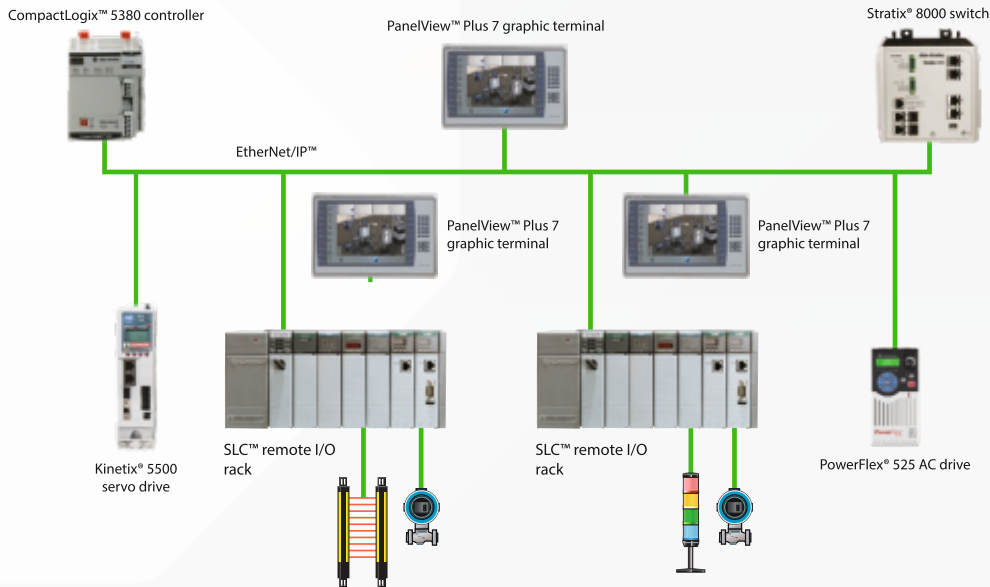 CompactLogix™ 5380 controller
PanelView™ Plus 7 graphic terminal
Stratix® 8000 switch
EtherNet/IP™
PanelView™ Plus 7
graphic terminal
PanelView™ Plus 7
graphic terminal
Kinetix® 5500
servo drive
SLC™ remote I/O
rack
SLC™ remote I/O
rack
PowerFlex® 525 AC drive